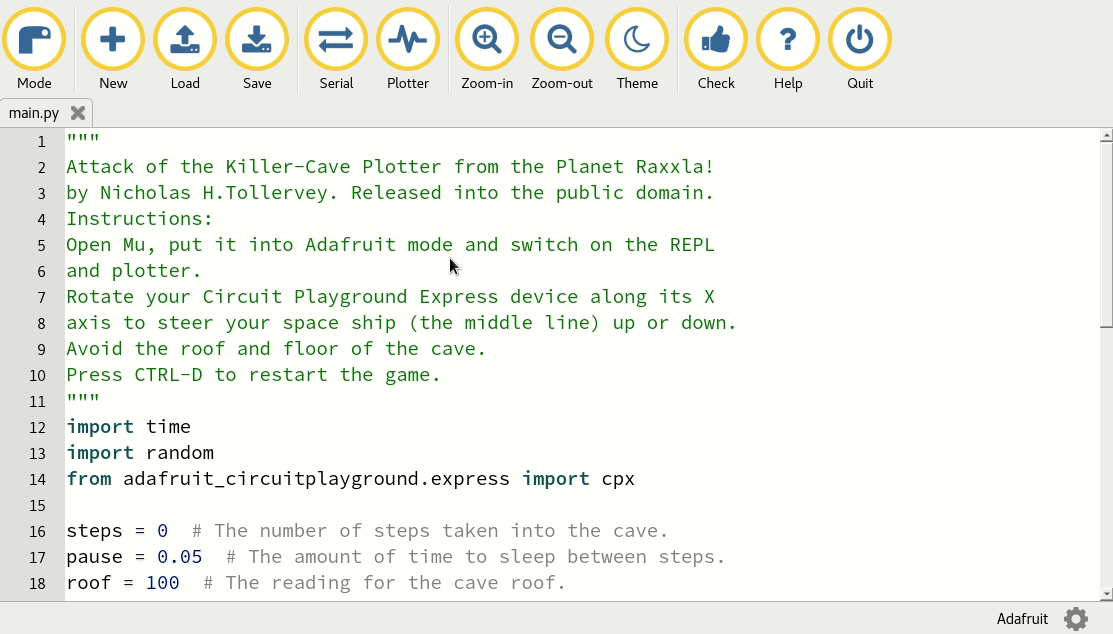 Mode New Load Save Serial Plotter Zoom-in Zoom-out Theme Check Help Quit
main.py
1 """
2 Attack of the Killer-Cave Plotter from the Planet Raxxla!
3 by Nicholas H.Tollervey. Released into the public domain.
4 Instructions:
5 Open Mu, put it into Adafruit mode and switch on the REPL
6 and plotter.
7 Rotate your Circuit Playground Express device along its X
8 axis to steer your space ship (the middle line) up or down.
9 Avoid the roof and floor of the cave.
10 Press CTRL-D to restart the game.
11 """
12 import time
13 import random
14 from adafruit_circuitplayground.express import cpx
15
16 steps = 0  # The number of steps taken into the cave.
17 pause = 0.05  # The amount of time to sleep between steps.
18 roof = 100  # The reading for the cave roof.
Adafruit